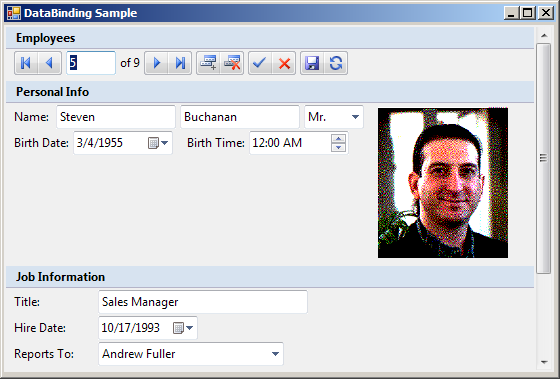 DataBinding Sample
Employees
5 of 9
Personal Info
Name: Steven Buchanan Mr.
Birth Date: 3/4/1955 Birth Time: 12:00 AM
Job Information
Title: Sales Manager
Hire Date: 10/17/1993
Reports To: Andrew Fuller